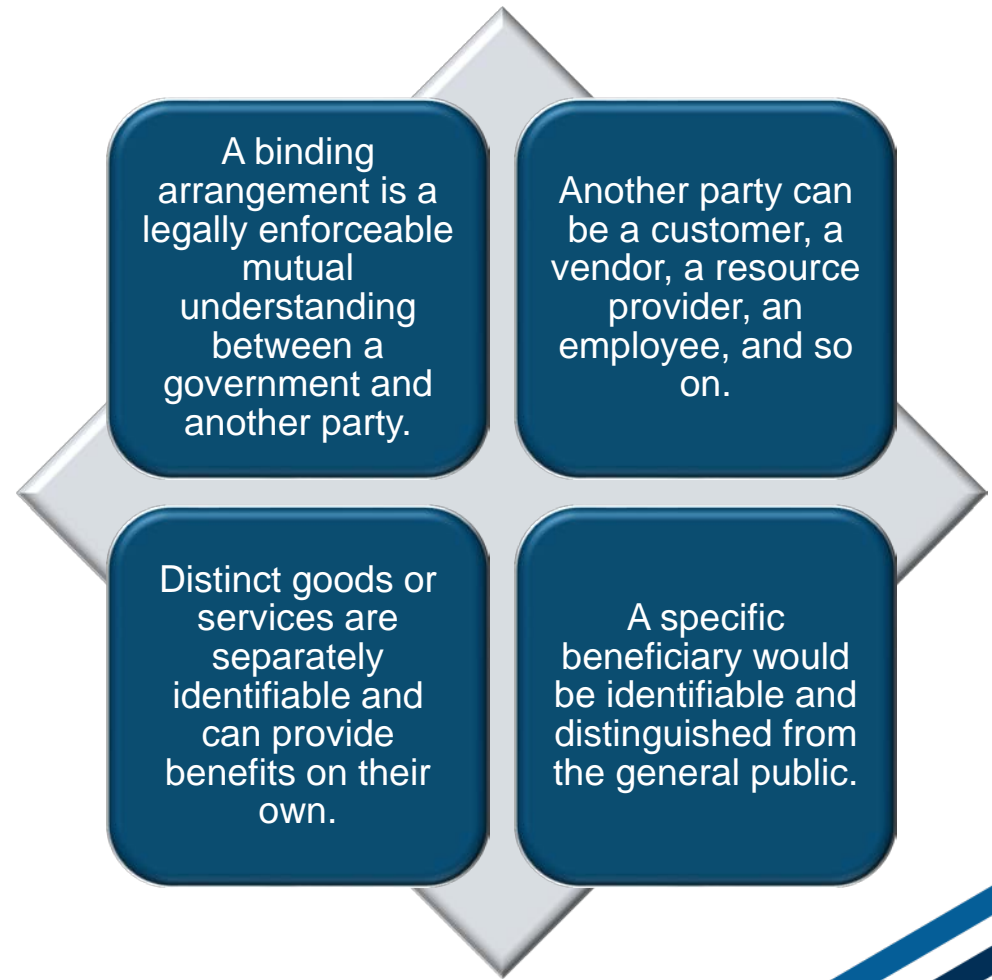 A binding
arrangement is a
legally enforceable
mutual
understanding
between a
government and
another party.
Another party can
be a customer, a
vendor, a resource
provider, an
employee, and so
on.
Distinct goods or
services are
separately
identifiable and
can provide
benefits on their
own.
A specific
beneficiary would
be identifiable and
distinguished from
the general public.